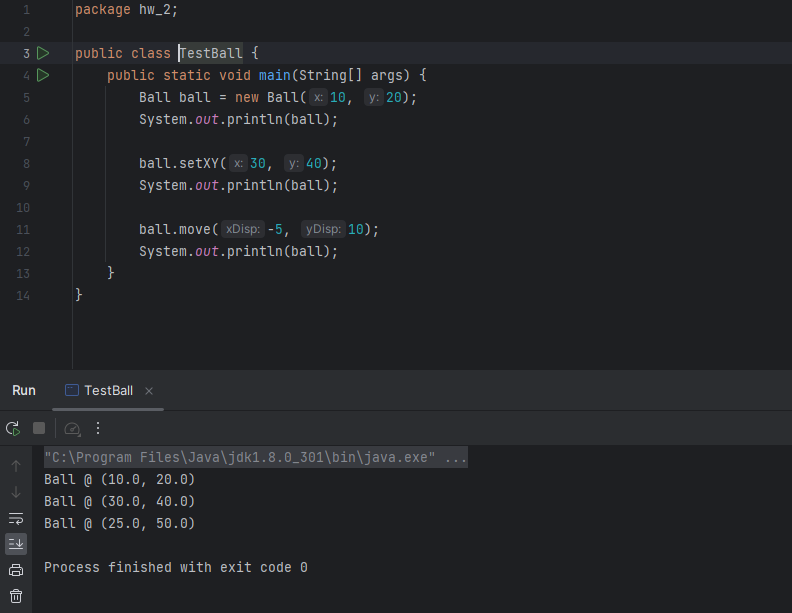 1 package hw_2;
2
3 public class TestBall {
4 public static void main(String[] args) {
5 Ball ball = new Ball( x: 10, y: 20);
6 System.out.println(ball);
7
8 ball.setXY( x: 30, y: 40);
9 System.out.println(ball);
10
11 ball.move( xDisp: -5, yDisp: 10);
12 System.out.println(ball);
13 }
14 }
Run TestBall
"C:\Program Files\Java\jdk1.8.0_301\bin\java.exe" ...
Ball @ (10.0, 20.0)
Ball @ (30.0, 40.0)
Ball @ (25.0, 50.0)
Process finished with exit code 0